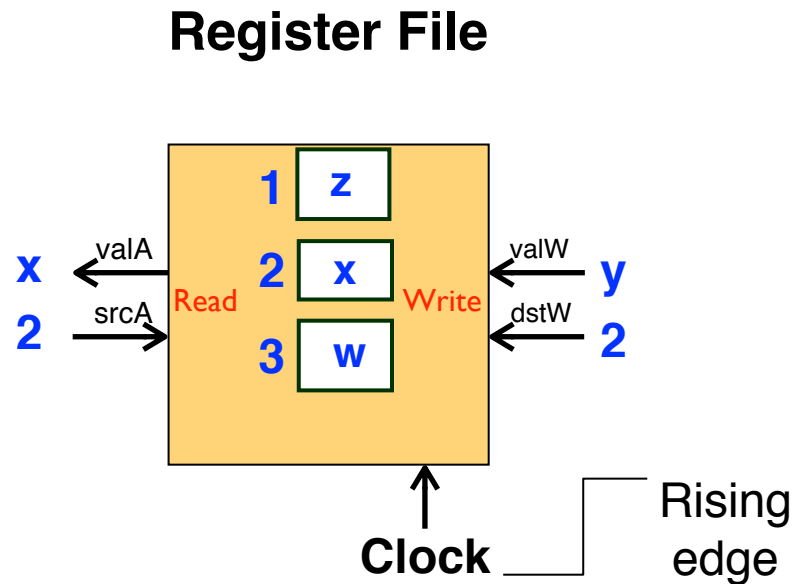 Register File
1 z
x valA 2 x valW y
Read Write
2 srcA 3 w dstW 2
Clock
Rising
edge